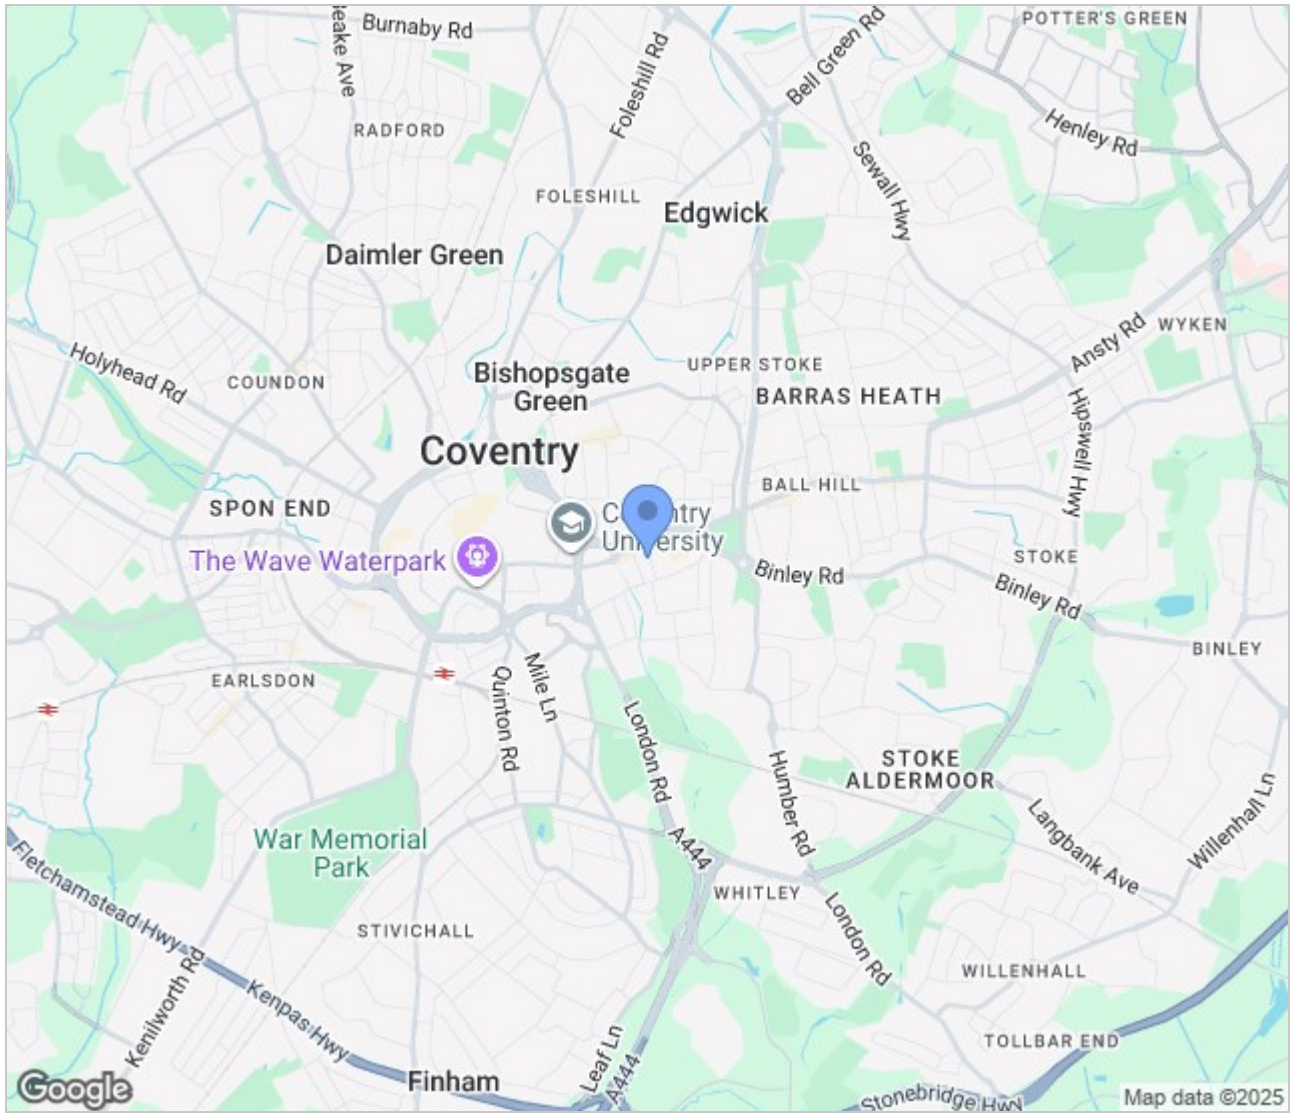 POTTER'S GREEN
Burnaby Rd
Beake Ave
Foleshill Rd
Bell Green Rd
RADFORD
Henley Rd
Sewall Hwy
FOLESHILL
Edgwick
Daimler Green
WYKEN
Ansty Rd
Holyhead Rd
COUNDON
Bishopsgate
Green
UPPER STOKE
BARRAS HEATH
Hipswell Hwy
Coventry
BALL HILL
SPON END
Coventry
University
The Wave Waterpark
Binley Rd
STOKE
Binley Rd
BINLEY
EARLSDON
Mile Ln
Quinton Rd
London Rd
STOKE
ALDERMOOR
Humber Rd
Langbank Ave
Willenhall Ln
War Memorial
Park
A444
Fletchamstead Hwy
WHITLEY
STIVICHALL
London Rd
Kenilworth Rd
Kenpas Hwy
WILLENHALL
TOLLBAR END
Leaf Ln
A444
Finham
Stonebridge Hwy
Google
Map data ©2025